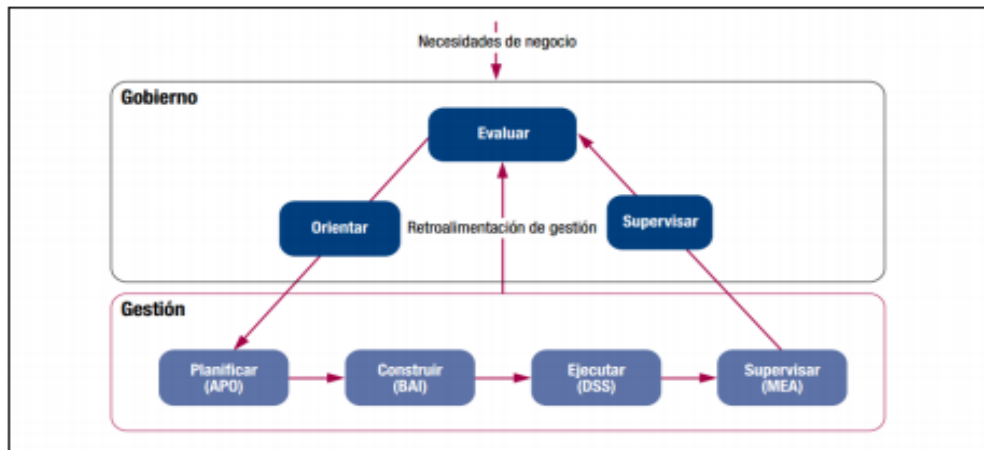 Necesidades de negocio
Gobierno
Evaluar
Orientar
Retroalimentación de gestión
Supervisar
Gestión
Planificar
(APO)
Construir
(BAI)
Ejecutar
(DSS)
Supervisar
(MEA)